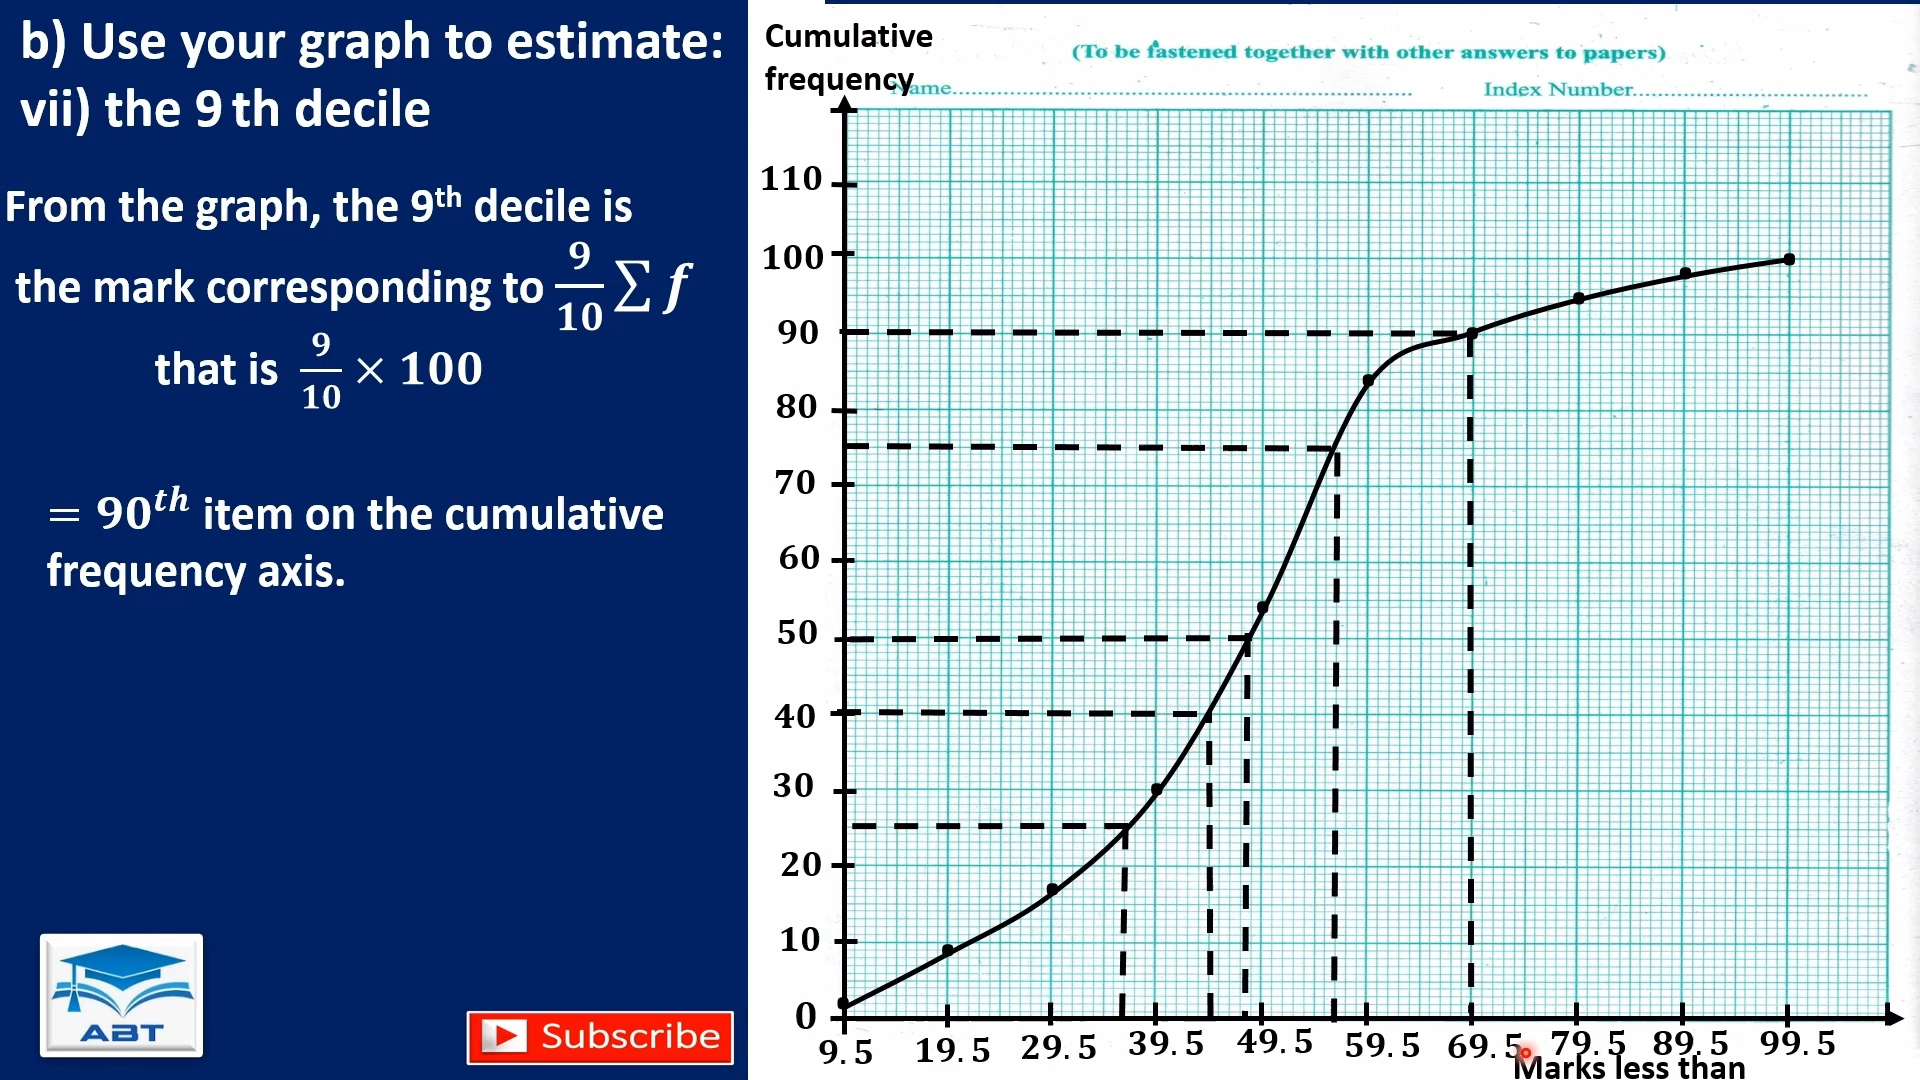 b) Use your graph to estimate:
vii) the 9 th decile
From the graph, the 9th decile is
the mark corresponding to 9/10 ∑ f
that is 9/10 × 100
= 90th item on the cumulative
frequency axis.
ABT
Subscribe
Cumulative
frequency
(To be fastened together with other answers to papers)
Name
Index Number
110
100
90
80
70
60
50
40
30
20
10
0
9.5 19.5 29.5 39.5 49.5 59.5 69.5 79.5 89.5 99.5
Marks less than